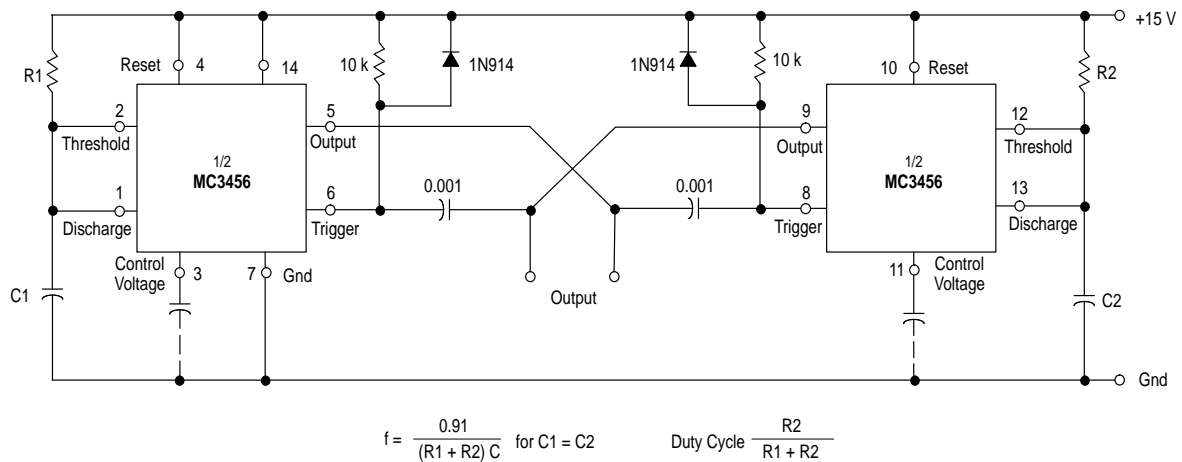 +15 V
R1
Reset
4
14
10 k
1N914
1N914
10 k
10
Reset
R2
2
Threshold
5
Output
9
Output
12
Threshold
1/2
MC3456
1/2
MC3456
1
Discharge
6
Trigger
0.001
0.001
8
Trigger
13
Discharge
Control
Voltage
3
7
Gnd
11
Control
Voltage
C1
Output
C2
Gnd
f = 0.91 / (R1 + R2) C for C1 = C2
Duty Cycle R2 / R1 + R2